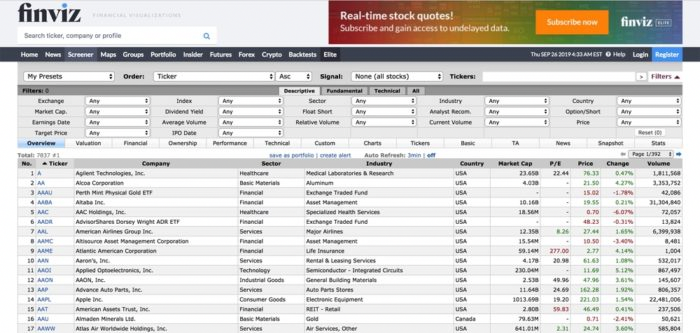 finviz FINANCIAL VISUALIZATIONS
Search ticker, company or profile
Real-time stock quotes!
Subscribe and gain access to undelayed data.
Subscribe now
finviz ELITE
Home News Screener Maps Groups Portfolio Insider Futures Forex Crypto Backtests Elite Thu SEP 26 2019 4:33 AM EST Help Login Register
My Presets Order: Ticker Asc Signal: None (all stocks) Tickers: > Filters
Filters: 0 Descriptive Fundamental Technical All
Exchange Any Index Any Sector Any Industry Any Country Any
Market Cap. Any Dividend Yield Any Float Short Any Analyst Recom. Any Option/Short Any
Earnings Date Any Average Volume Any Relative Volume Any Current Volume Any Price Any
Target Price Any IPO Date Any Reset (0)
Overview Valuation Financial Ownership Performance Technical Custom Charts Tickers Basic TA News Snapshot Stats
Total: 7837 #1 save as portfolio | create alert Auto Refresh: 3min | off Page 1/392
No. Ticker Company Sector Industry Country Market Cap P/E Price Change Volume
1 A Agilent Technologies, Inc. Healthcare Medical Laboratories & Research USA 23.65B 22.44 76.33 0.47% 1,811,568
2 AA Alcoa Corporation Basic Materials Aluminum USA 4.03B - 21.50 4.27% 3,353,752
3 AAAU Perth Mint Physical Gold ETF Financial Exchange Traded Fund USA - - 15.02 -1.78% 42,086
4 AABA Altaba Inc. Financial Asset Management USA 10.16B - 19.55 0.21% 31,304,840
5 AAC AAC Holdings, Inc. Healthcare Specialized Health Services USA 18.56M - 0.70 -6.07% 72,057
6 AADR AdvisorShares Dorsey Wright ADR ETF Financial Exchange Traded Fund USA - - 48.23 -0.31% 13,824
7 AAL American Airlines Group Inc. Services Major Airlines USA 12.35B 8.26 27.44 1.65% 6,399,938
8 AAMC Altisource Asset Management Corporation Financial Asset Management USA 15.54M - 10.50 -3.40% 8,481
9 AAME Atlantic American Corporation Financial Life Insurance USA 59.14M 277.00 2.77 4.14% 1,004
10 AAN Aaron's, Inc. Services Rental & Leasing Services USA 4.17B 20.98 61.63 1.08% 532,017
11 AAOI Applied Optoelectronics, Inc. Technology Semiconductor - Integrated Circuits USA 230.04M - 11.69 5.12% 867,497
12 AAON AAON, Inc. Industrial Goods General Building Materials USA 2.53B 49.96 47.96 3.61% 145,607
13 AAP Advance Auto Parts, Inc. Services Auto Parts Stores USA 11.64B 24.69 162.28 1.92% 806,357
14 AAPL Apple Inc. Consumer Goods Electronic Equipment USA 1013.69B 19.20 221.03 1.54% 22,481,006
15 AAT American Assets Trust, Inc. Financial REIT - Retail USA 2.80B 59.83 46.49 0.41% 237,506
16 AAU Almaden Minerals Ltd. Basic Materials Gold Canada 79.63M - 0.71 -2.41% 50,621
17 AAWW Atlas Air Worldwide Holdings, Inc. Services Air Services, Other USA 641.01M 2.31 24.74 3.60% 585,804